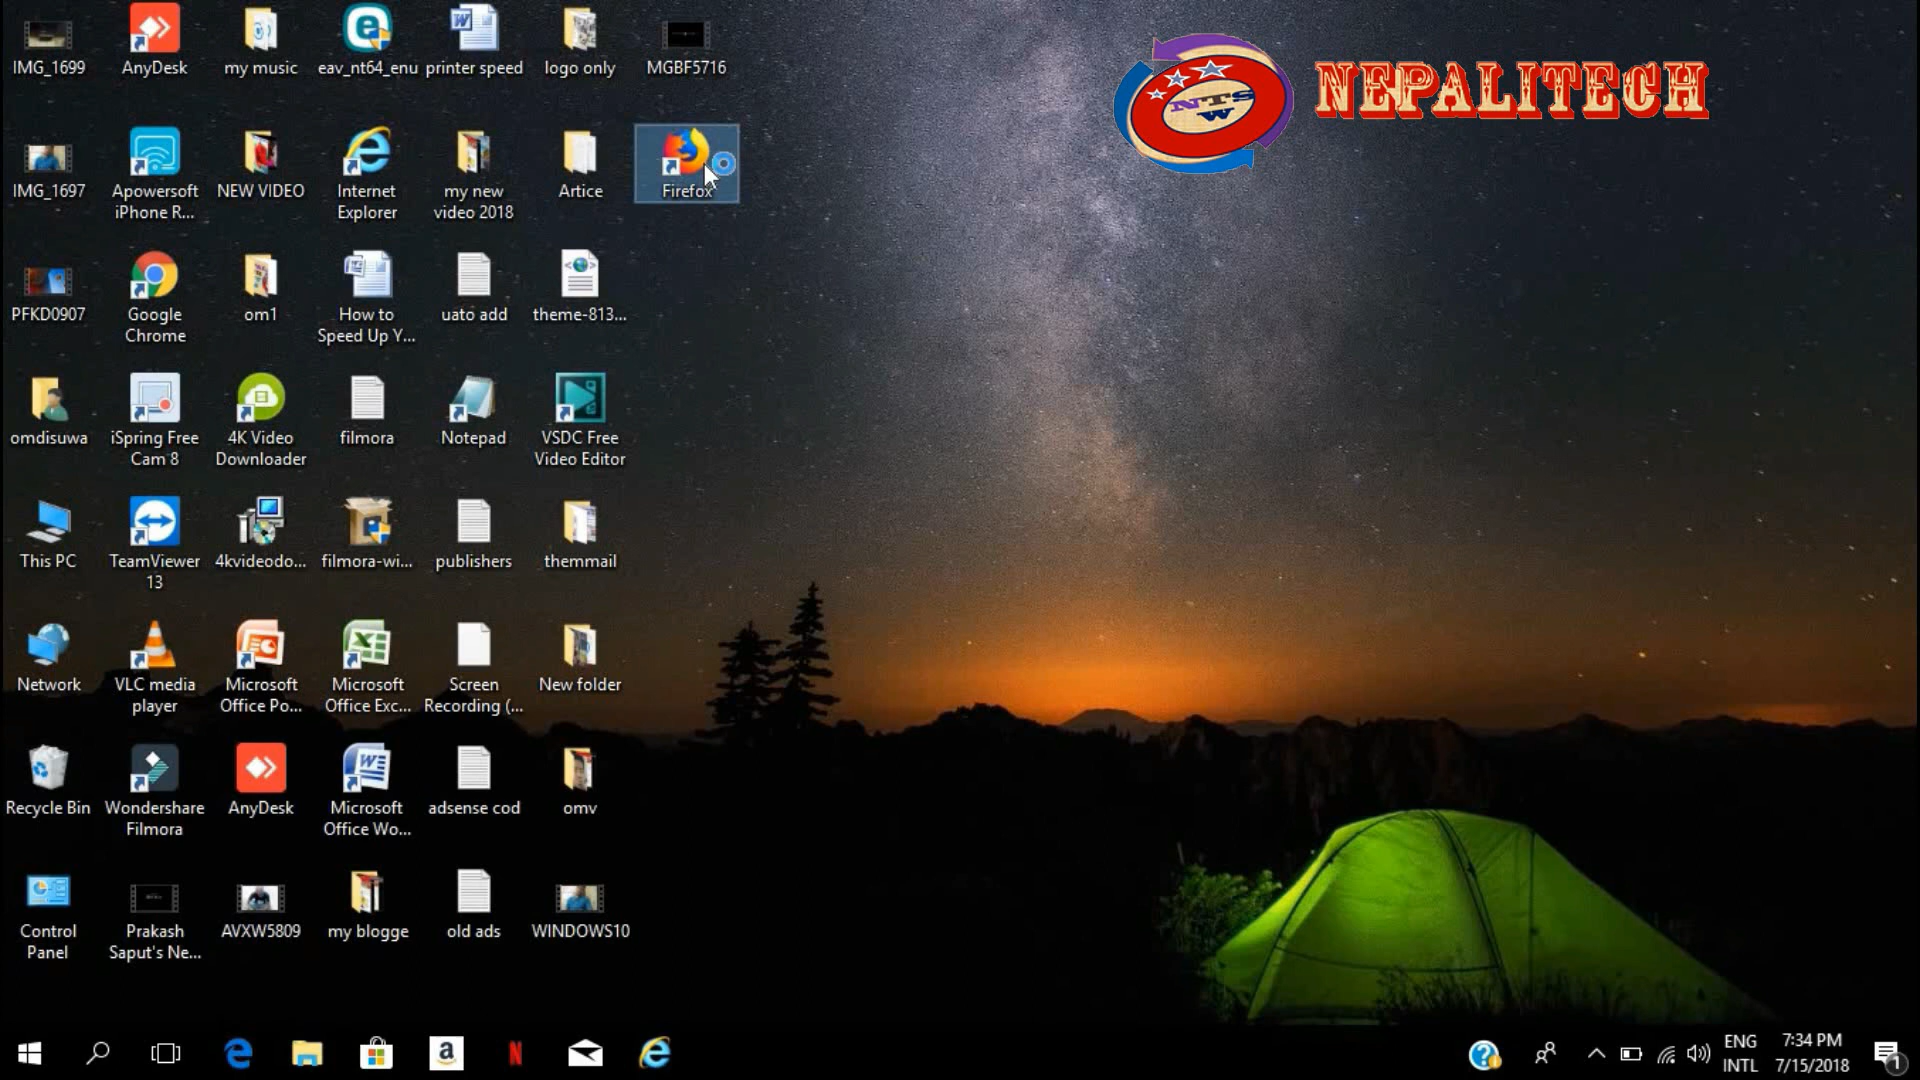 IMG_1699
AnyDesk
my music
eav_nt64_enu
printer speed
logo only
MGBF5716
NTS
W
NEPALITECH
IMG_1697
Apowersoft
iPhone R...
NEW VIDEO
Internet
Explorer
my new
video 2018
Artice
Firefox
PFKD0907
Google
Chrome
om1
How to
Speed Up Y...
uato add
theme-813...
omdisuwa
iSpring Free
Cam 8
4K Video
Downloader
filmora
Notepad
VSDC Free
Video Editor
This PC
TeamViewer
13
4kvideodo...
filmora-wi...
publishers
themmail
Network
VLC media
player
Microsoft
Office Po...
Microsoft
Office Exc...
Screen
Recording (...
New folder
Recycle Bin
Wondershare
Filmora
AnyDesk
Microsoft
Office Wo...
adsense cod
omv
Control
Panel
Prakash
Saput's Ne...
AVXW5809
my blogge
old ads
WINDOWS10
ENG
INTL
7:34 PM
7/15/2018
1